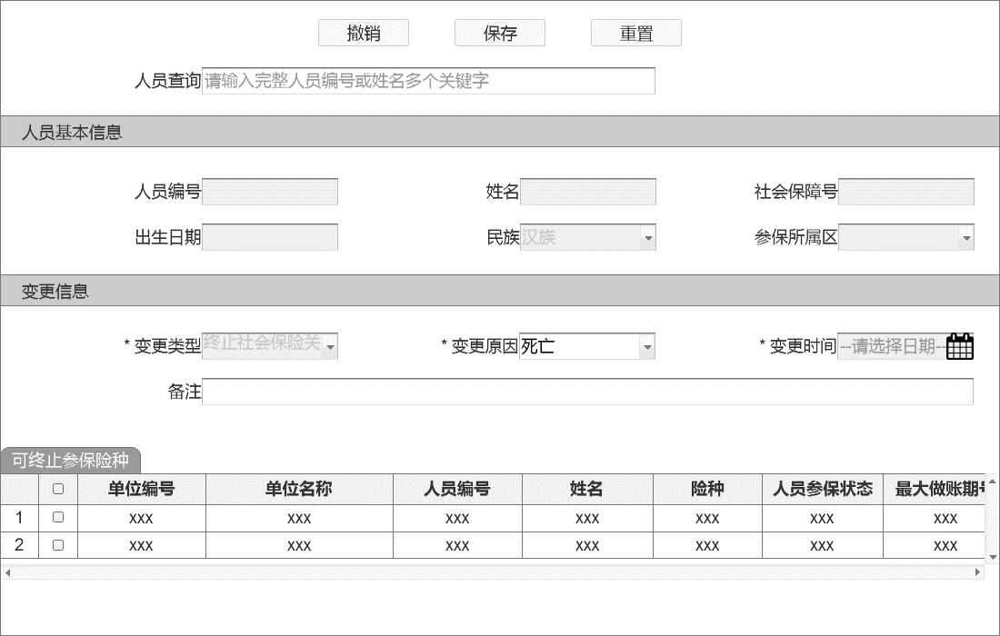 撤销 保存 重置
人员查询 请输入完整人员编号或姓名多个关键字
人员基本信息
人员编号 姓名 社会保障号
出生日期 民族 汉族 参保所属区
变更信息
* 变更类型 终止社会保险关 * 变更原因 死亡 * 变更时间 --请选择日期--
备注
可终止参保险种
单位编号 单位名称 人员编号 姓名 险种 人员参保状态 最大做账期号
1 xxx xxx xxx xxx xxx xxx xxx
2 xxx xxx xxx xxx xxx xxx xxx